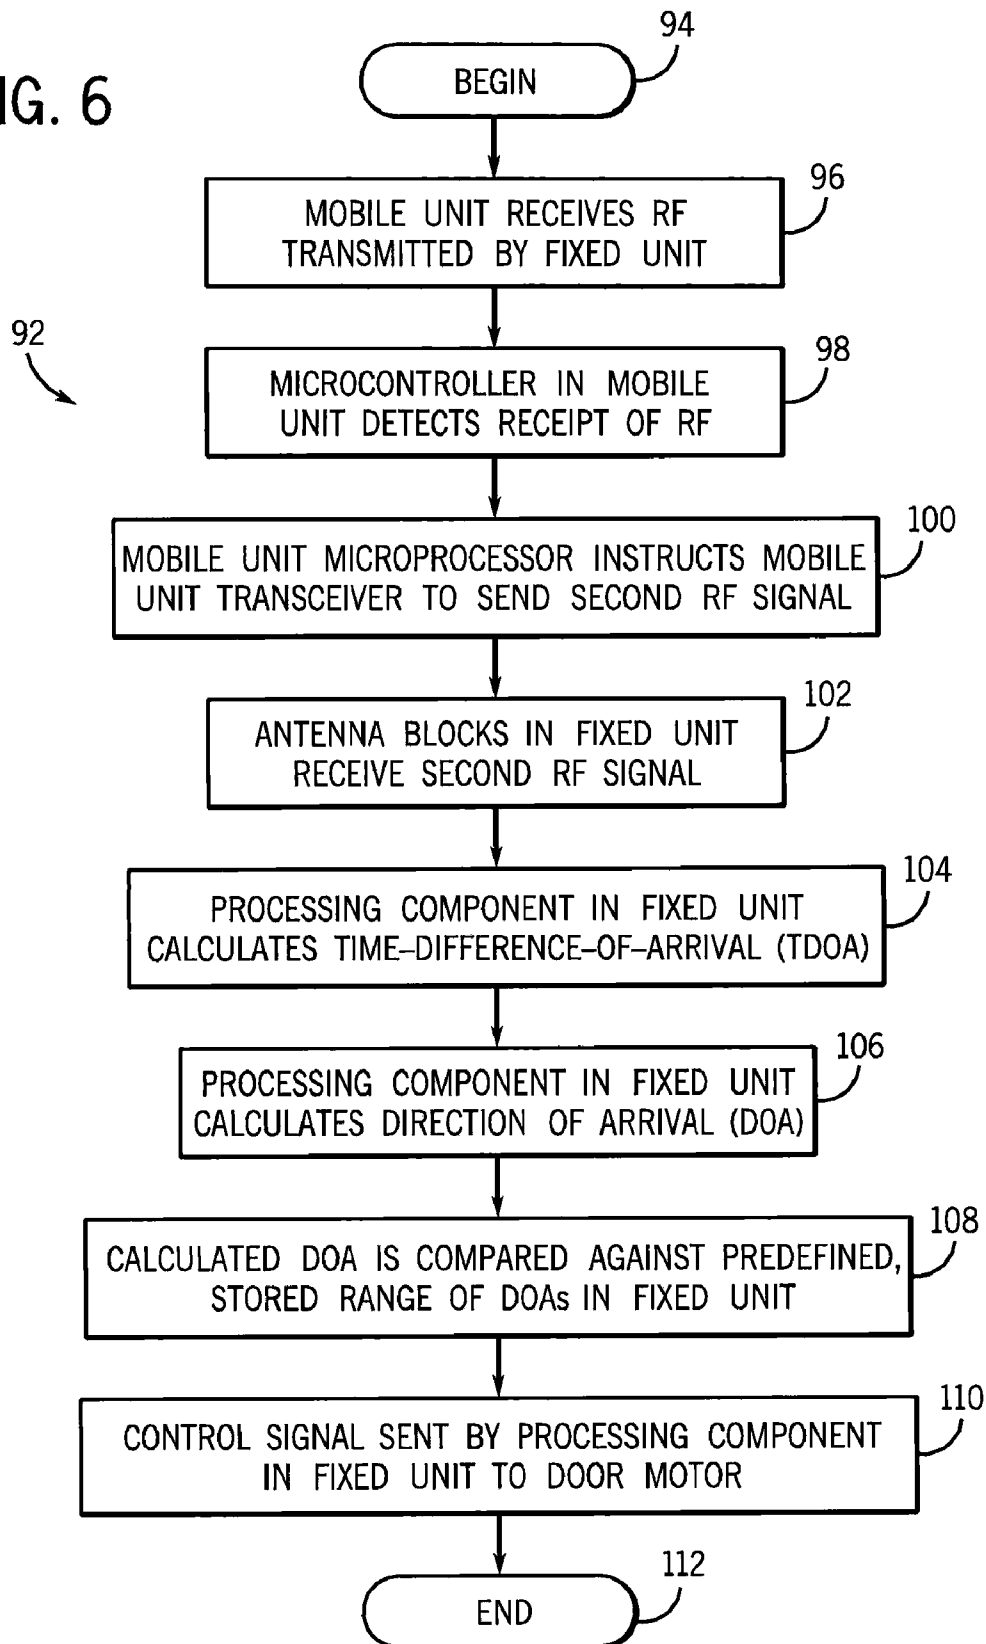 94
BEGIN
IG. 6
96
MOBILE UNIT RECEIVES RF
TRANSMITTED BY FIXED UNIT
92
98
MICROCONTROLLER IN MOBILE
UNIT DETECTS RECEIPT OF RF
100
MOBILE UNIT MICROPROCESSOR INSTRUCTS MOBILE
UNIT TRANSCEIVER TO SEND SECOND RF SIGNAL
102
ANTENNA BLOCKS IN FIXED UNIT
RECEIVE SECOND RF SIGNAL
104
PROCESSING COMPONENT IN FIXED UNIT
CALCULATES TIME–DIFFERENCE–OF–ARRIVAL (TDOA)
106
PROCESSING COMPONENT IN FIXED UNIT
CALCULATES DIRECTION OF ARRIVAL (DOA)
108
CALCULATED DOA IS COMPARED AGAINST PREDEFINED,
STORED RANGE OF DOAs IN FIXED UNIT
110
CONTROL SIGNAL SENT BY PROCESSING COMPONENT
IN FIXED UNIT TO DOOR MOTOR
112
END